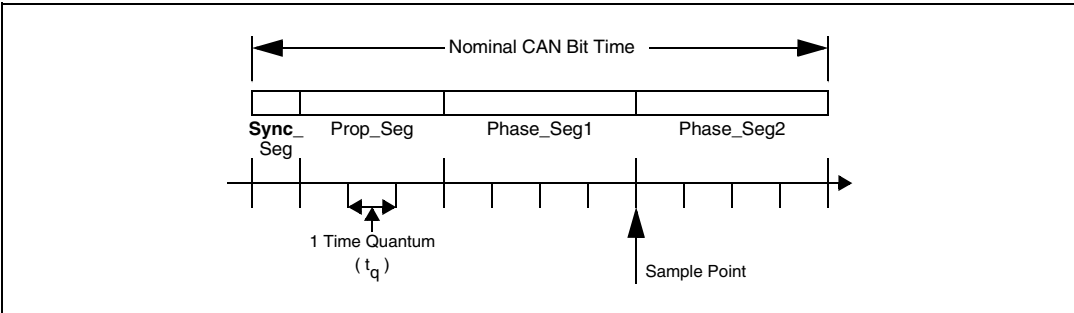 Nominal CAN Bit Time
Sync_ Prop_Seg Phase_Seg1 Phase_Seg2
Seg
1 Time Quantum
( tq )
Sample Point